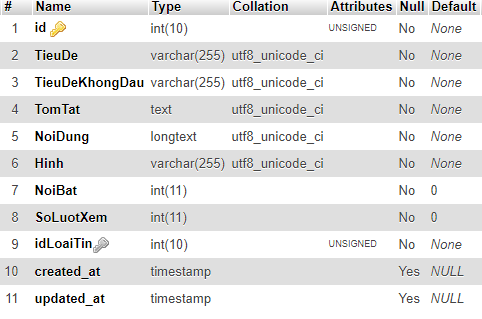 # Name Type Collation Attributes Null Default
1 id int(10) UNSIGNED No None
2 TieuDe varchar(255) utf8_unicode_ci No None
3 TieuDeKhongDau varchar(255) utf8_unicode_ci No None
4 TomTat text utf8_unicode_ci No None
5 NoiDung longtext utf8_unicode_ci No None
6 Hinh varchar(255) utf8_unicode_ci No None
7 NoiBat int(11) No 0
8 SoLuotXem int(11) No 0
9 idLoaiTin int(10) UNSIGNED No None
10 created_at timestamp Yes NULL
11 updated_at timestamp Yes NULL